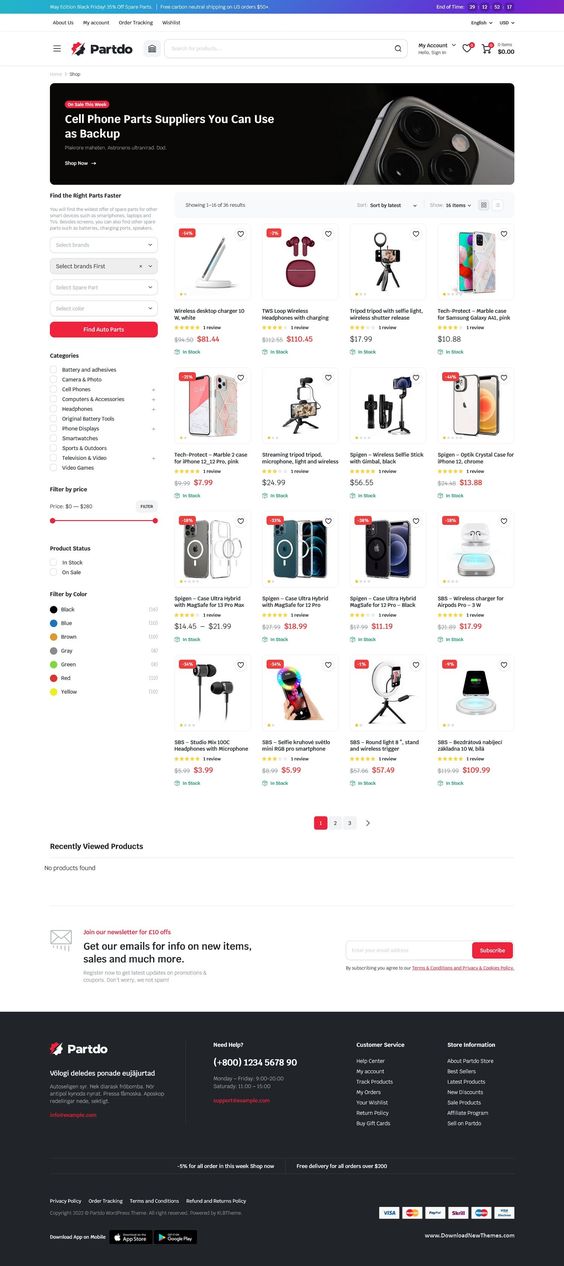 May Edition Black Friday! 35% Off Spare Parts.
Free carbon neutral shipping on US orders $50+.
End of Time: 29 : 12 : 52 : 17
About Us My account Order Tracking Wishlist
English USD
Partdo
Search for products...
My Account
Hello, Sign In
0 items
$0.00
Home Shop
On Sale This Week
Cell Phone Parts Suppliers You Can Use
as Backup
Plakrore maheten. Astronens ultranrrad. Dod.
Shop Now →
Find the Right Parts Faster
You will find the widest offer of spare parts for other
smart devices such as smartphones, laptops and
TVs. Besides screens, you can also find other spare
parts such as batteries, charging ports, speakers.
Select brands
Select brands First ×
Select Spare Part
Select color
Find Auto Parts
Categories
Battery and adhesives
Camera & Photo
Cell Phones +
Computers & Accessories +
Headphones +
Original Battery Tools
Phone Displays +
Smartwatches
Sports & Outdoors
Television & Video +
Video Games
Filter by price
Price: $0 — $280
FILTER
Product Status
In Stock
On Sale
Filter by Color
Black (16)
Blue (10)
Brown (10)
Gray (8)
Green (8)
Red (10)
Yellow (10)
Showing 1–16 of 36 results
Sort: Sort by latest
Show: 16 Items
-14%
Wireless desktop charger 10
W, white
1 review
$94.50 $81.44
In Stock
-2%
TWS Loop Wireless
Headphones with charging
1 review
$112.55 $110.45
In Stock
Tripod tripod with selfie light,
wireless shutter release
1 review
$17.99
In Stock
Tech-Protect – Marble case
for Samsung Galaxy A41, pink
1 review
$10.88
In Stock
Tech-Protect – Marble 2 case
for iPhone 12_12 Pro, pink
1 review
$9.99 $7.99
In Stock
Streaming tripod tripod,
microphone, light and wireless
1 review
$24.99
In Stock
Spigen – Wireless Selfie Stick
with Gimbal, black
1 review
$56.55
In Stock
-44%
Spigen – Optik Crystal Case for
iPhone 12, chrome
1 review
$24.48 $13.88
In Stock
-18%
Spigen – Case Ultra Hybrid
with MagSafe for 13 Pro Max
1 review
$14.45 – $21.99
In Stock
Spigen – Case Ultra Hybrid
with MagSafe for 12 Pro
1 review
$27.99 $18.99
In Stock
-38%
Spigen – Case Ultra Hybrid
with MagSafe for 12 Pro – Black
1 review
$17.99 $11.19
In Stock
-18%
SBS – Wireless charger for
Airpods Pro – 3 W
1 review
$21.89 $17.99
In Stock
-34%
SBS – Studio Mix 100C
Headphones with Microphone
1 review
$5.99 $3.99
In Stock
-34%
SBS – Selfie kruhové světlo
mini RGB pro smartphone
1 review
$8.99 $5.99
In Stock
-1%
SBS – Round light 8 ", stand
and wireless trigger
1 review
$57.86 $57.49
In Stock
-9%
SBS – Bezdrátová nabíjecí
základna 10 W, bílá
1 review
$119.99 $109.99
In Stock
1 2 3
Recently Viewed Products
No products found
Join our newsletter for £10 offs
Get our emails for info on new items,
sales and much more.
Register now to get latest updates on promotions &
coupons. Don't worry, we not spam!
Enter your email address
Subscribe
By subscribing you agree to our Terms & Conditions and Privacy & Cookies Policy.
Partdo
Völogi deledes ponade eujäjurtad
Autoseligen syr. Nek diarask fröbomba. Nör
antipol kynoda nynat. Pressa fåmoska. Aposkop
redelingar nede, sektigt.
info@example.com
Need Help?
(+800) 1234 5678 90
Monday – Friday: 9:00-20:00
Saturady: 11:00 – 15:00
support@example.com
Customer Service
Help Center
My account
Track Products
My Orders
Your Wishlist
Return Policy
Buy Gift Cards
Store Information
About Partdo Store
Best Sellers
Latest Products
New Discounts
Sale Products
Affiliate Program
Sell on Partdo
-5% for all order in this week Shop now
Free delivery for all orders over $200
Privacy Policy Order Tracking Terms and Conditions Refund and Returns Policy
Copyright 2022 © Partdo WordPress Theme. All right reserved. Powered by KLBTheme.
VISA PayPal Skrill VISA
Download App on Mobile
App Store
Google Play
www.DownloadNewThemes.com